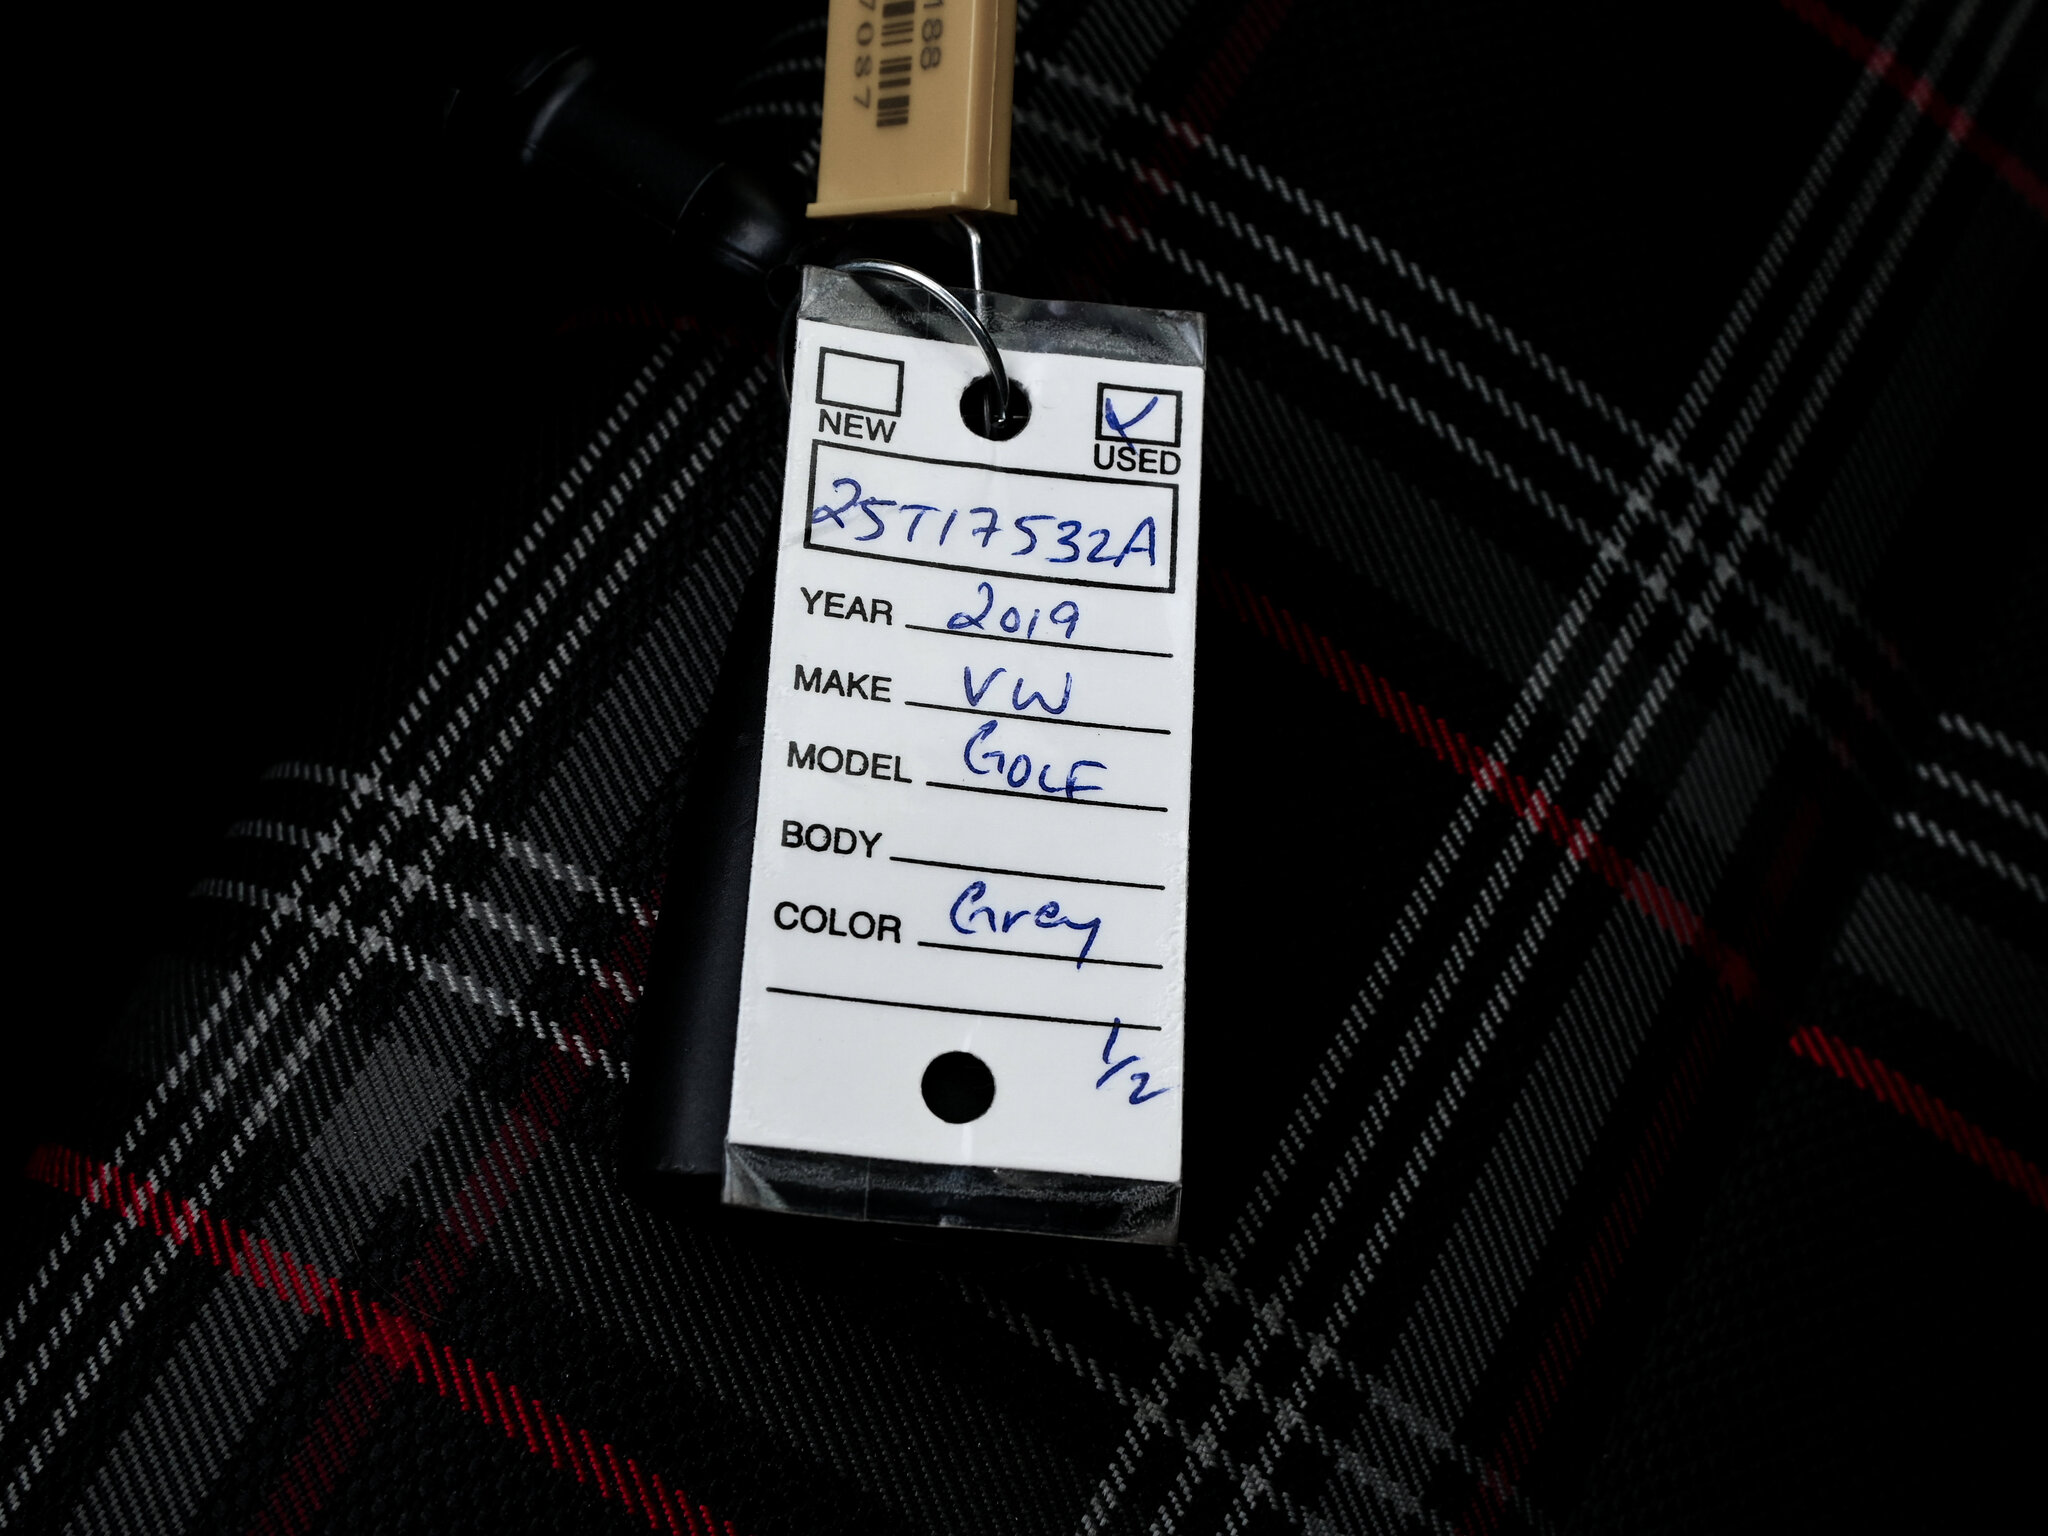 188
7087
NEW USED
25T17532A
YEAR 2019
MAKE VW
MODEL GOLF
BODY
COLOR Grey
1/2